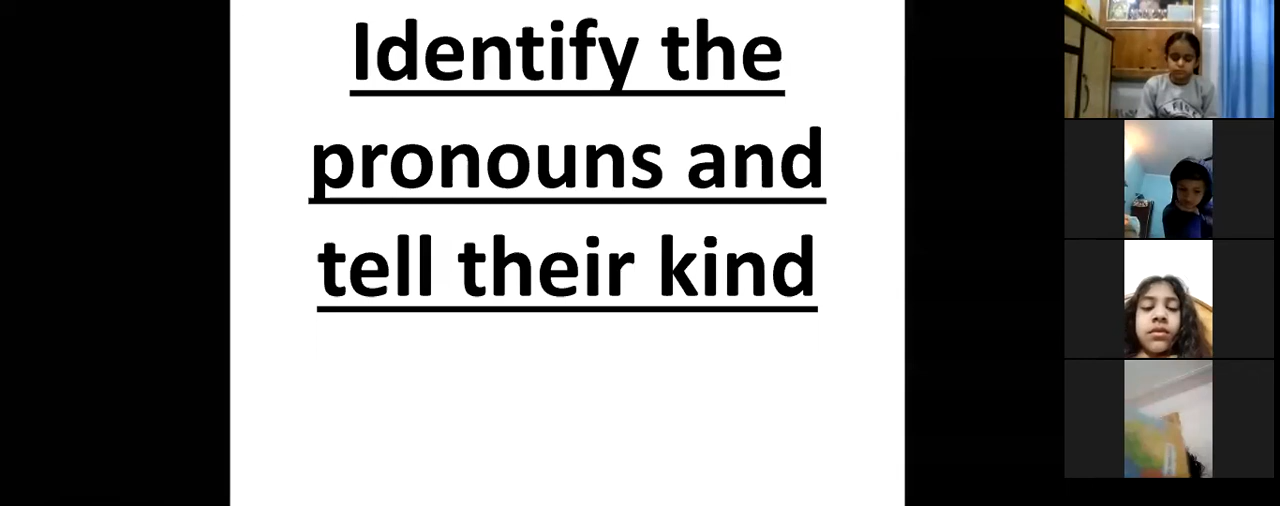 Identify the
pronouns and
tell their kind